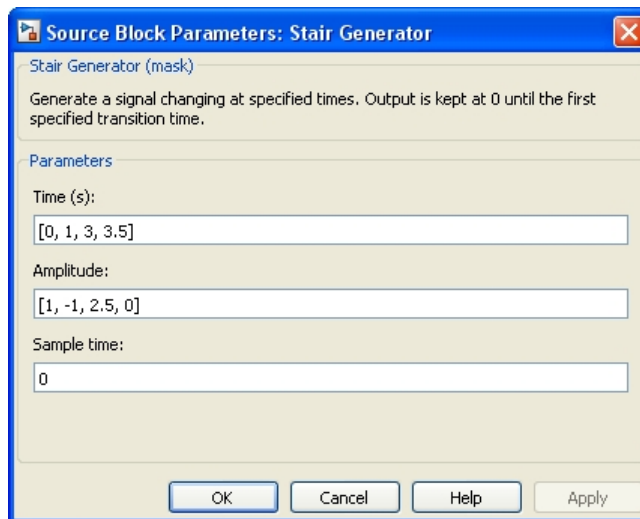 Source Block Parameters: Stair Generator
Stair Generator (mask)
Generate a signal changing at specified times. Output is kept at 0 until the first
specified transition time.
Parameters
Time (s):
[0, 1, 3, 3.5]
Amplitude:
[1, -1, 2.5, 0]
Sample time:
0
OK Cancel Help Apply